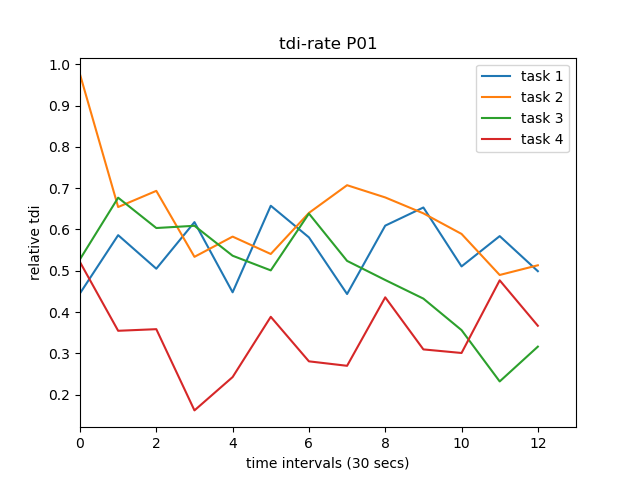 tdi-rate P01
1.0
0.9
0.8
0.7
0.6
0.5
0.4
0.3
0.2
relative tdi
task 1
task 2
task 3
task 4
0 2 4 6 8 10 12
time intervals (30 secs)